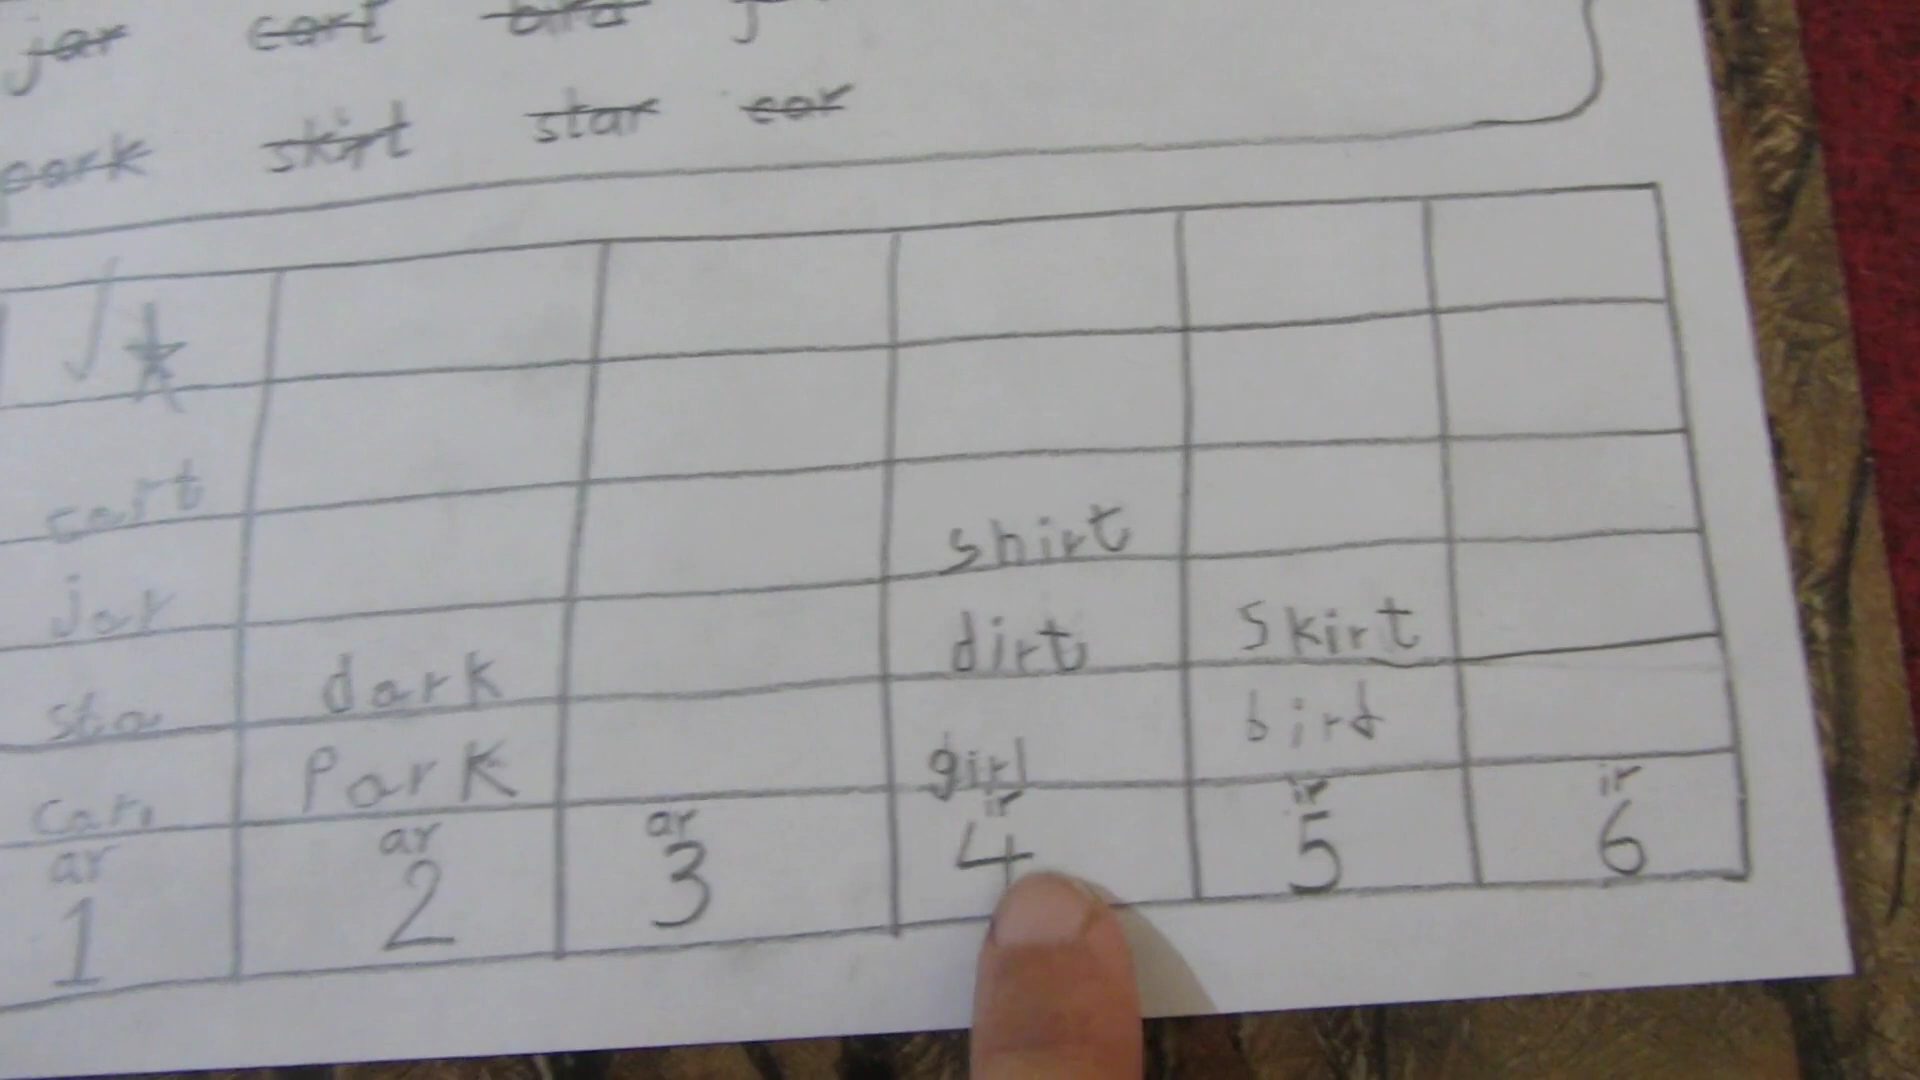 jar cart bird
park skirt star car
cart
shirt
jar dirt skirt
sta dark bird
car park girl
ar ar ar ir ir ir
1 2 3 4 5 6